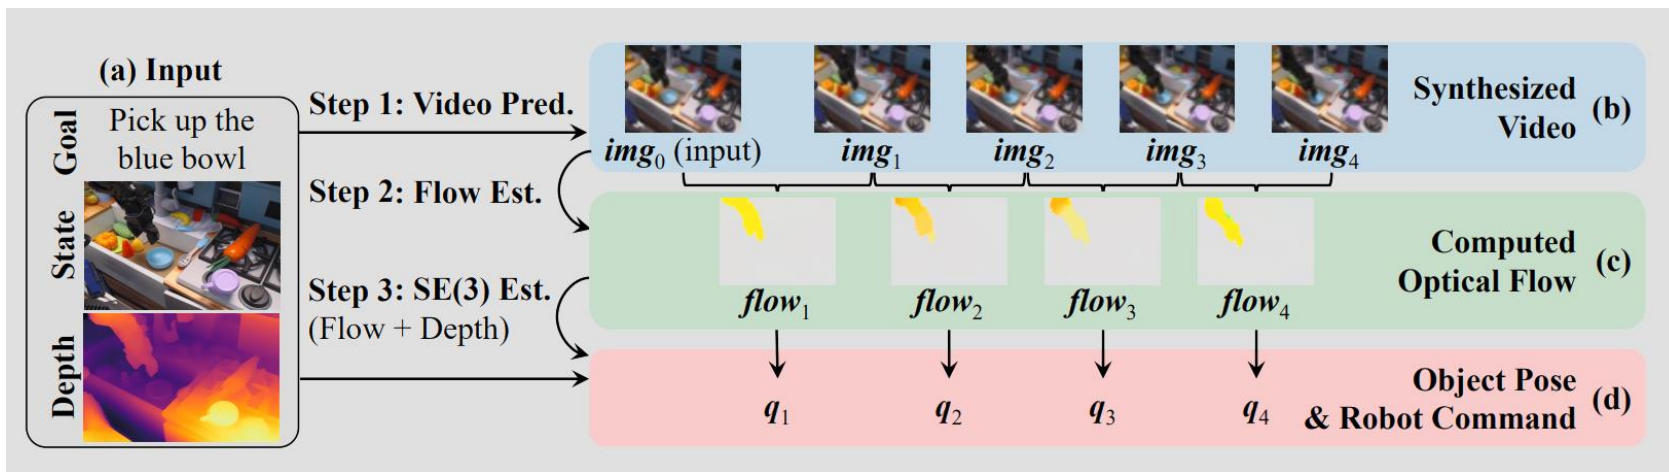 (a) Input
Goal
Pick up the
blue bowl
State
Depth
Step 1: Video Pred.
Step 2: Flow Est.
Step 3: SE(3) Est.
(Flow + Depth)
img0 (input)
img1
img2
img3
img4
Synthesized
Video
(b)
flow1
flow2
flow3
flow4
Computed
Optical Flow
(c)
q1
q2
q3
q4
Object Pose
& Robot Command
(d)